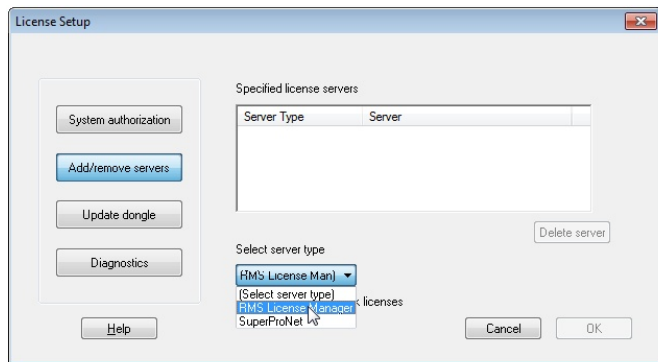 License Setup
System authorization
Add/remove servers
Update dongle
Diagnostics
Help
Specified license servers
Server Type Server
Delete server
Select server type
RMS License Man)
(Select server type)
RMS License Manager
SuperProNet
licenses
Cancel OK